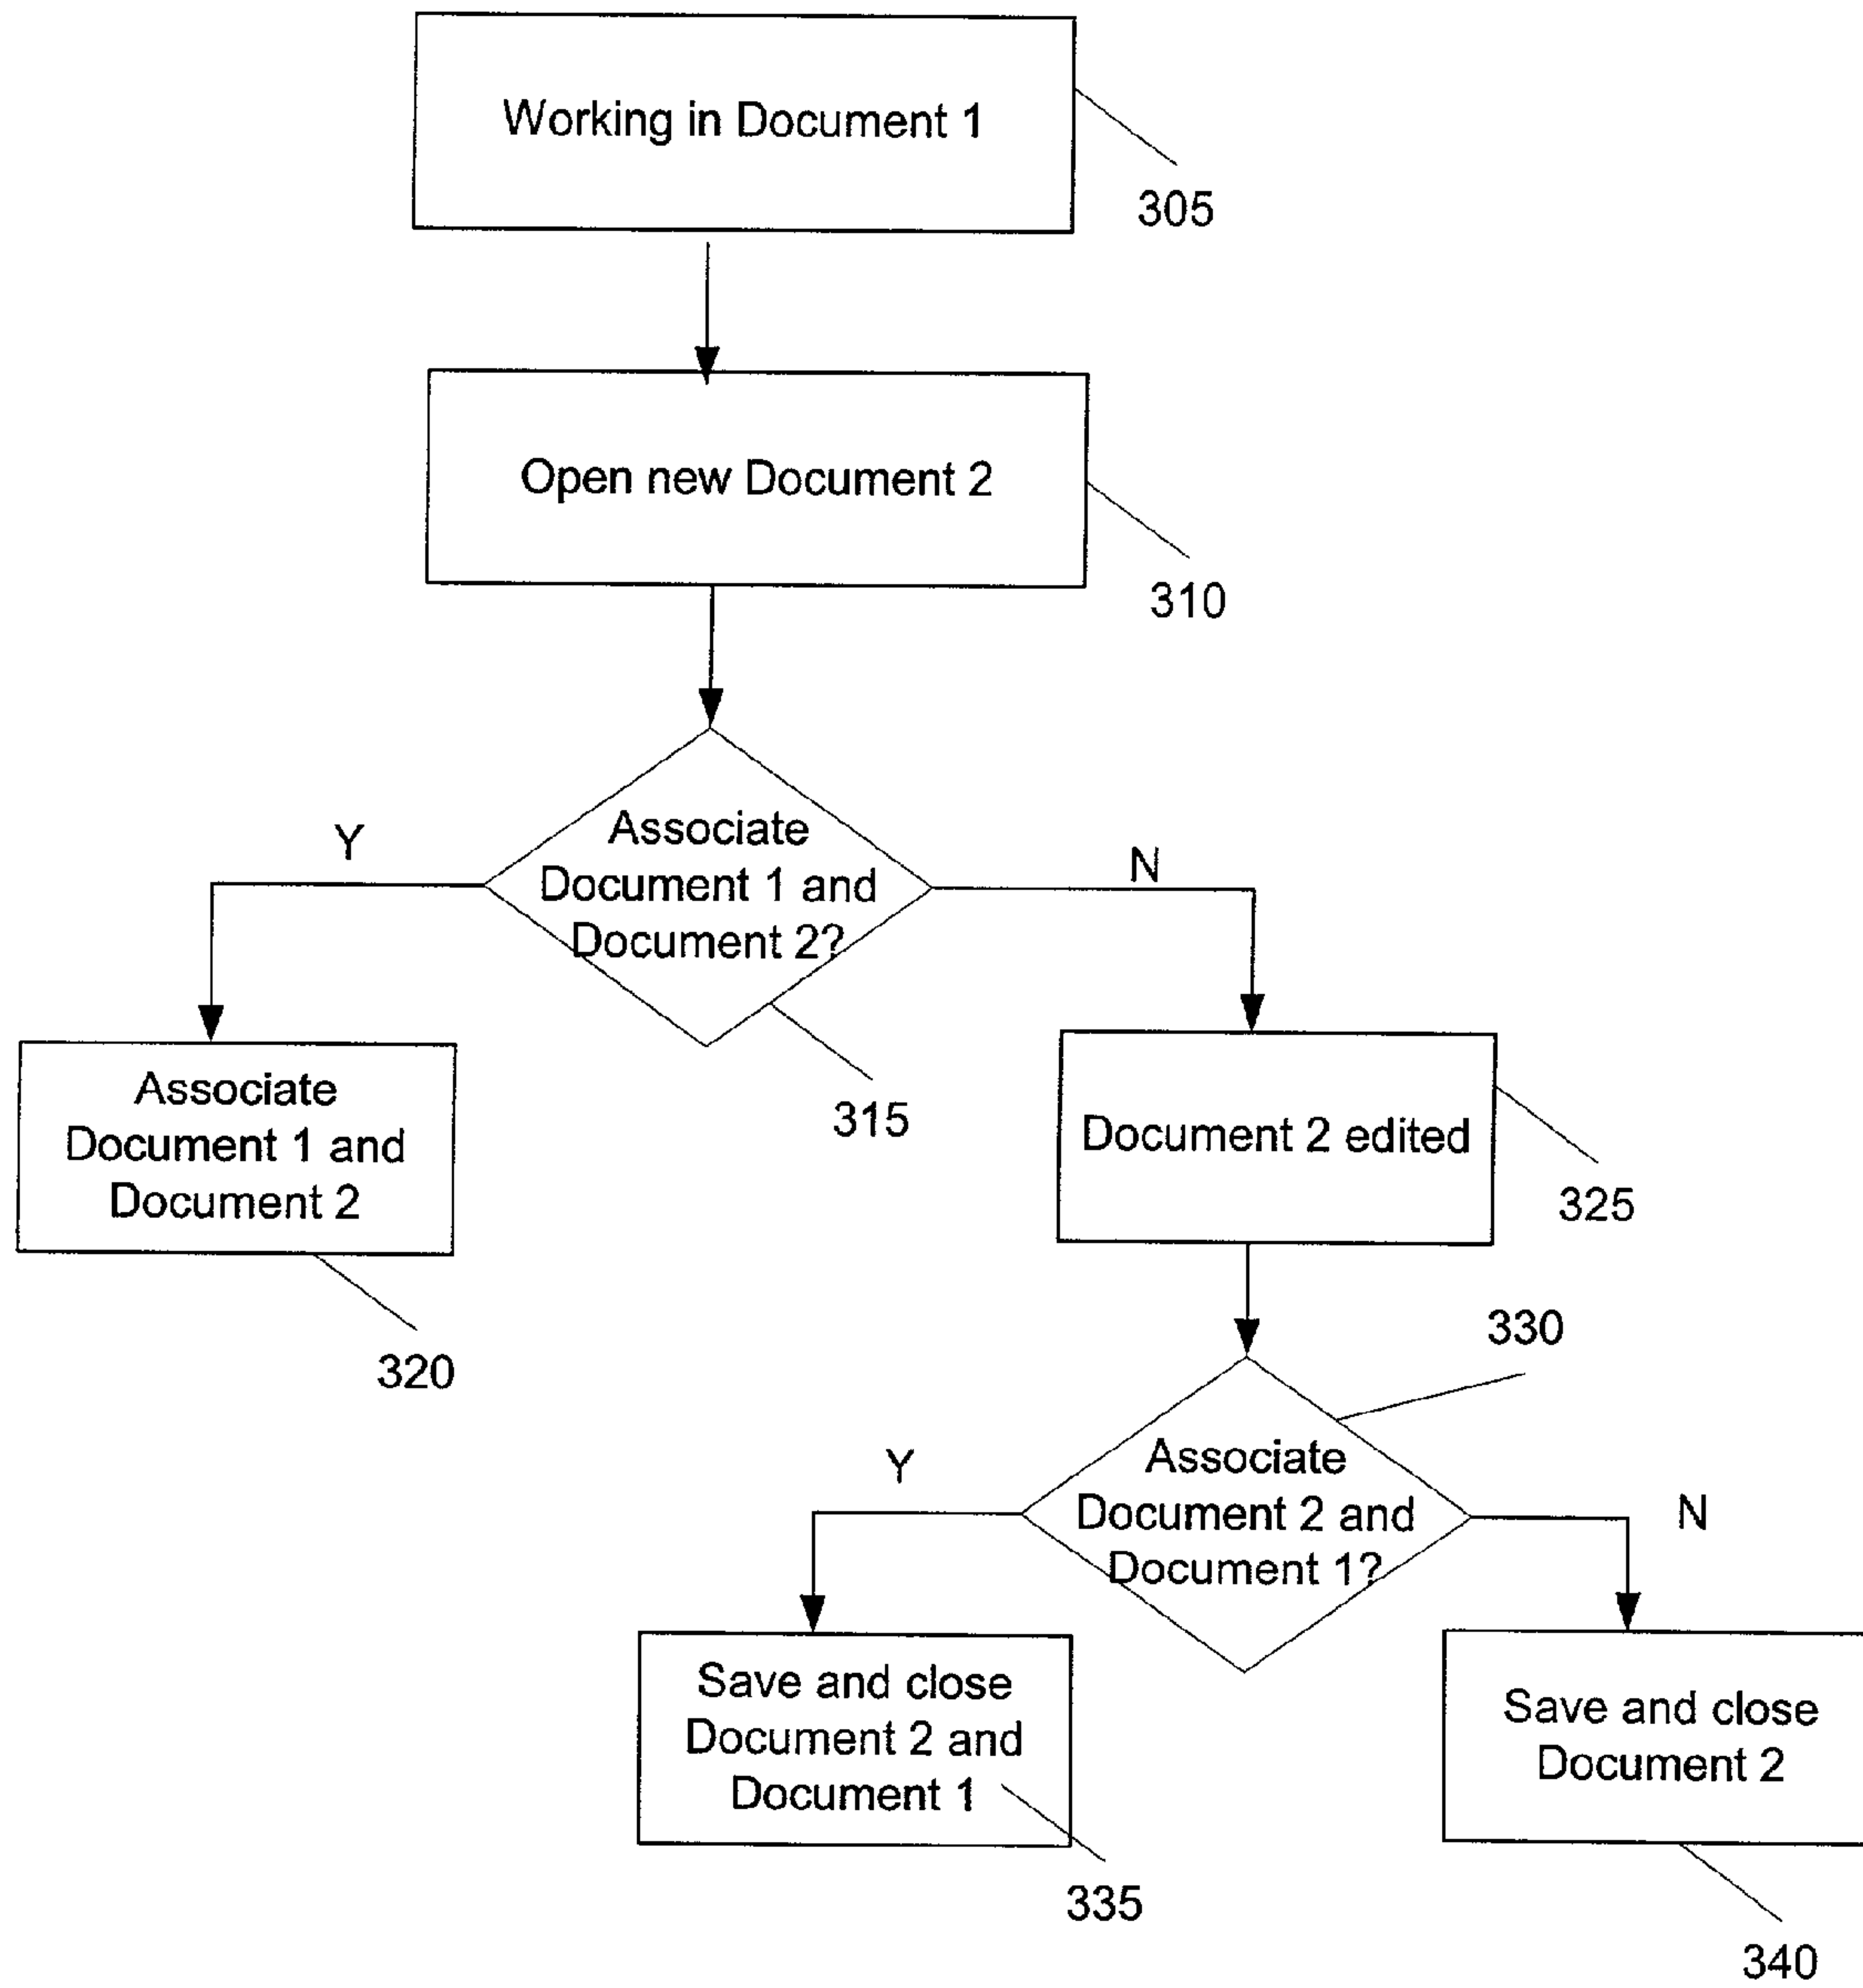 Working in Document 1
305
Open new Document 2
310
Associate
Document 1 and
Document 2?
Y
N
315
Associate
Document 1 and
Document 2
320
Document 2 edited
325
330
Associate
Document 2 and
Document 1?
Y
N
Save and close
Document 2 and
Document 1
335
Save and close
Document 2
340